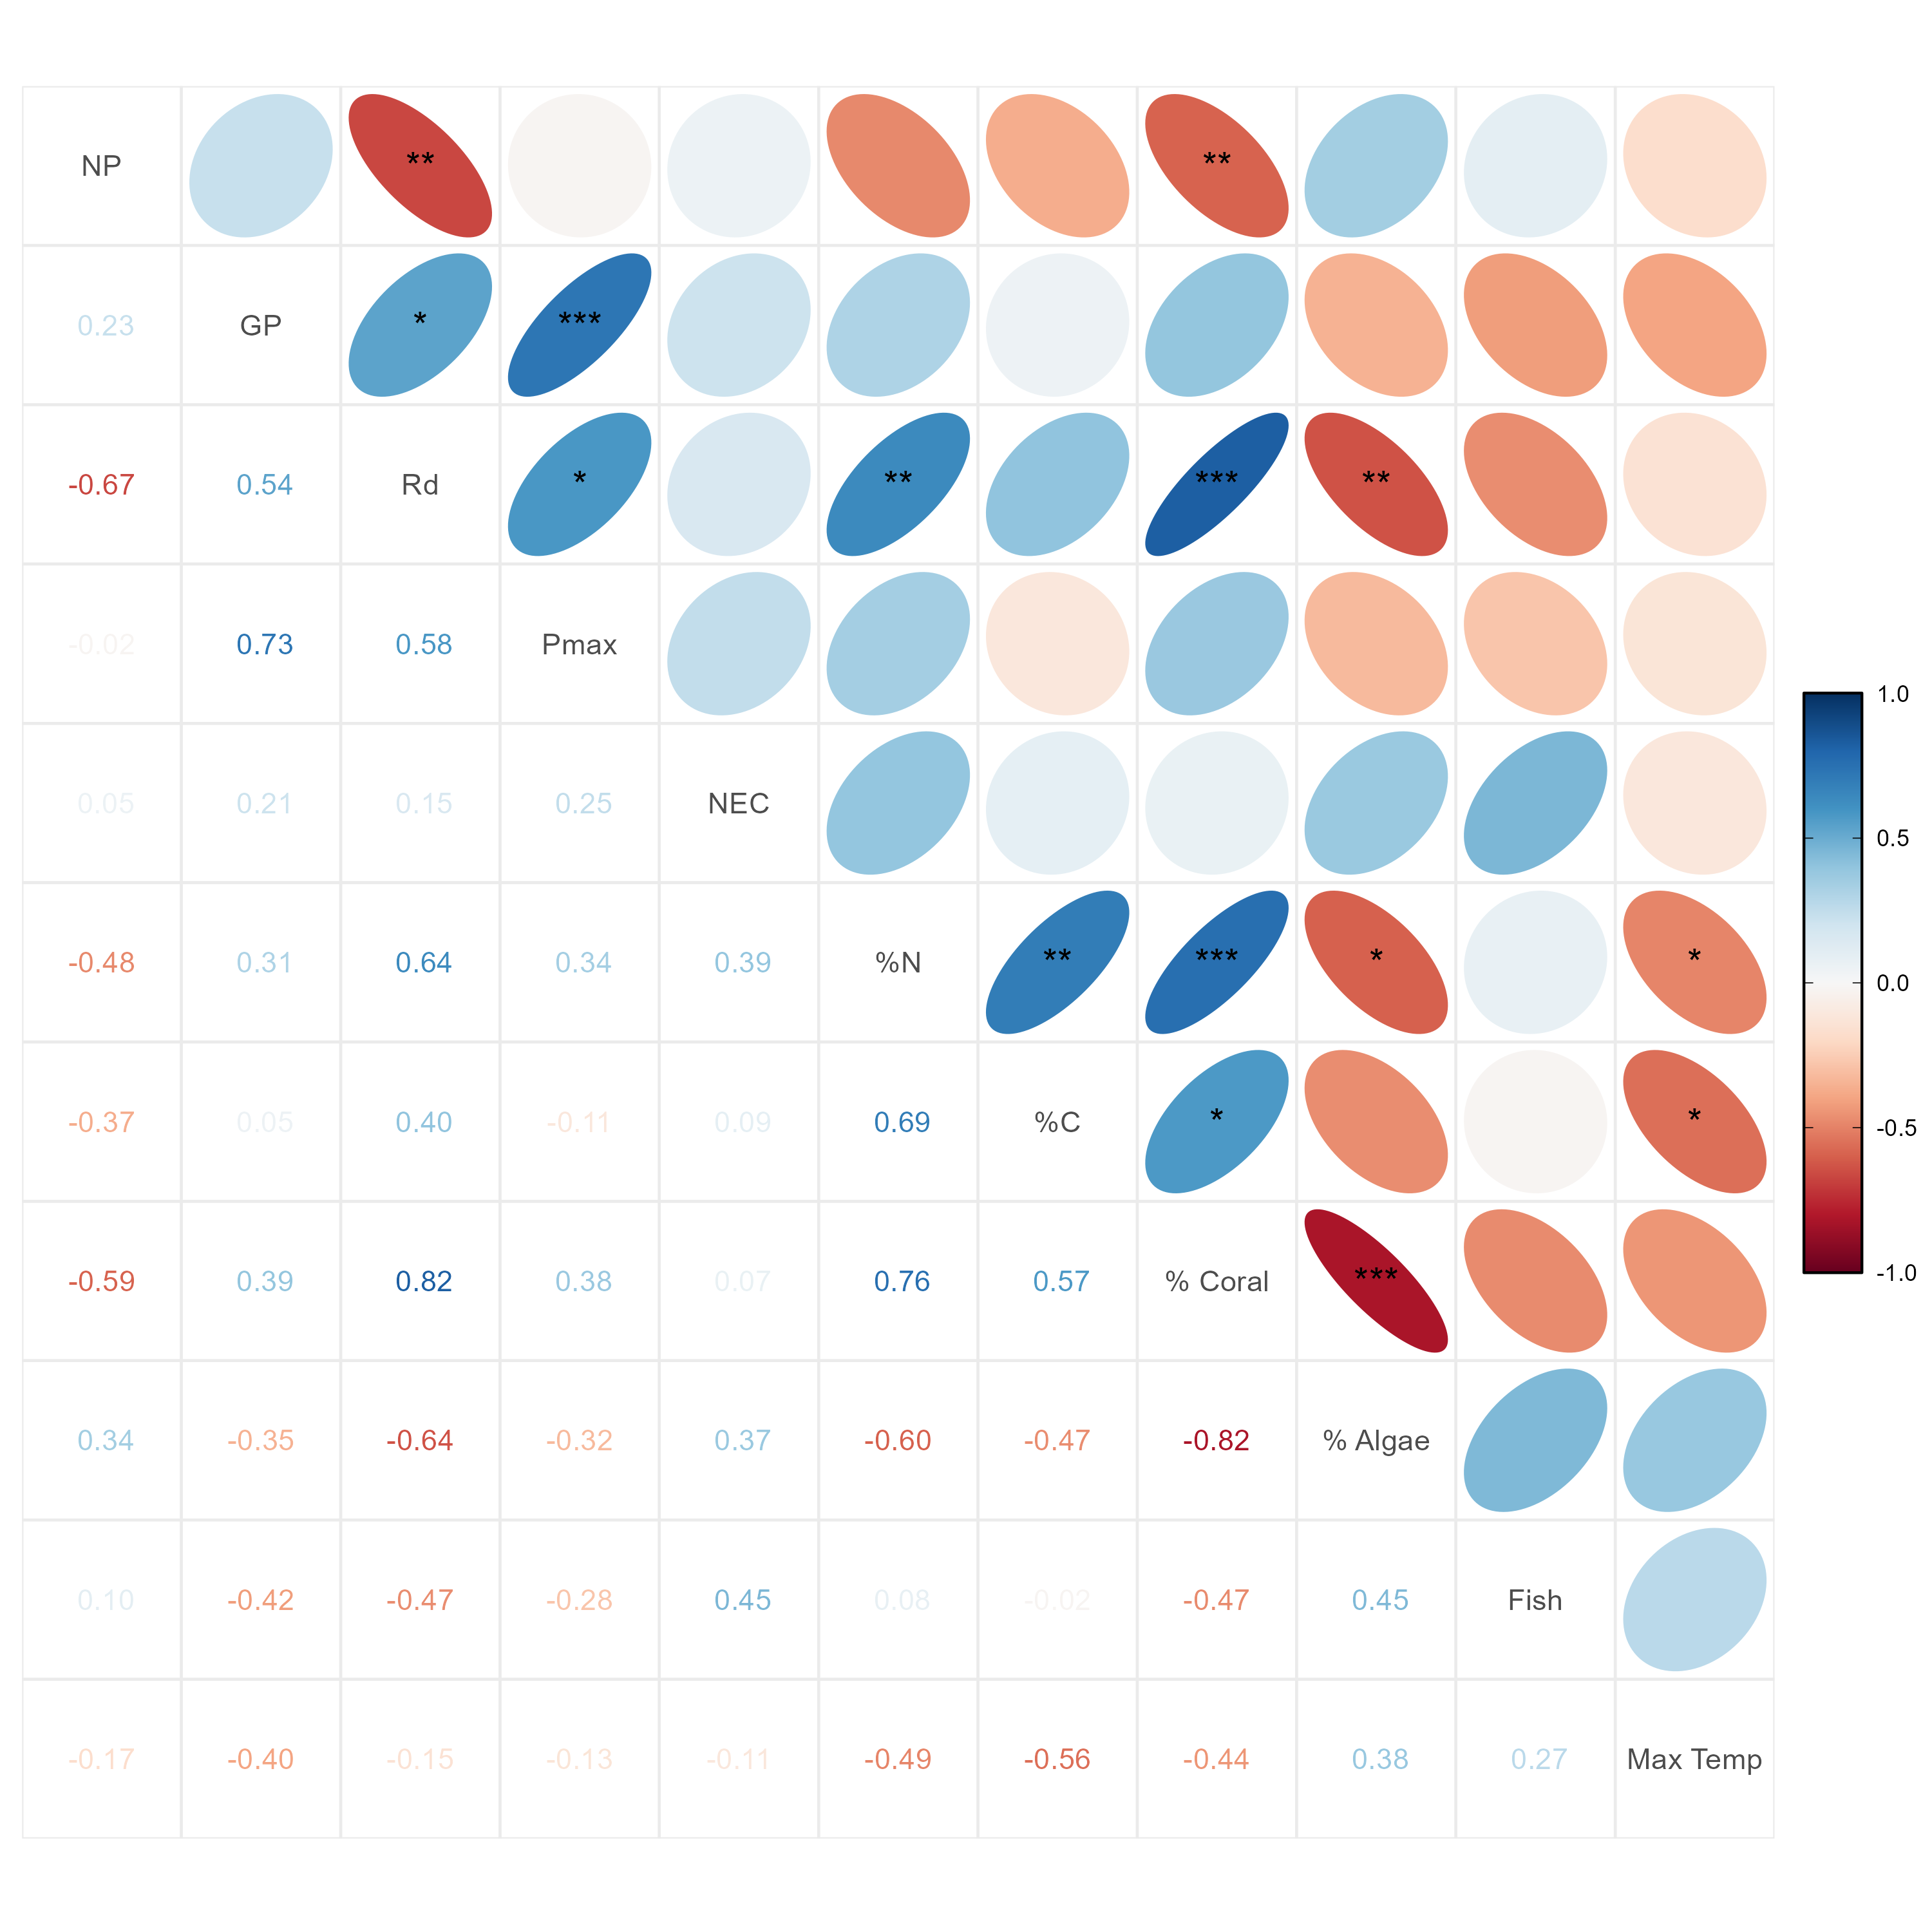 NP ** **
0.23 GP * ***
-0.67 0.54 Rd * ** *** **
-0.02 0.73 0.58 Pmax
0.05 0.21 0.15 0.25 NEC
-0.48 0.31 0.64 0.34 0.39 %N ** *** * *
-0.37 0.05 0.40 -0.11 0.09 0.69 %C * *
-0.59 0.39 0.82 0.38 0.07 0.76 0.57 % Coral ***
0.34 -0.35 -0.64 -0.32 0.37 -0.60 -0.47 -0.82 % Algae
0.10 -0.42 -0.47 -0.28 0.45 0.08 -0.02 -0.47 0.45 Fish
-0.17 -0.40 -0.15 -0.13 -0.11 -0.49 -0.56 -0.44 0.38 0.27 Max Temp
1.0
0.5
0.0
-0.5
-1.0